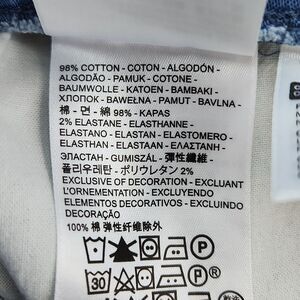 98% COTTON - COTON - ALGODÓN -
ALGODÃO - PAMUK - COTONE -
BAUMWOLLE - KATOEN - BAMBAKI -
ХЛОПОК - BAWEŁNA - PAMUT - BAVLNA -
棉 - 면 - 綿 98% - KAPAS
2% ELASTANE - ELASTHANNE -
ELASTANO - ELASTAN - ELASTOMERO -
ELASTHAN - ELASTAAN - ΕΛΑΣΤΑΝΗ -
ЭЛАСТАН - GUMISZÁL - 彈性纖維 -
폴리우레탄 - ポリウレタン 2%
EXCLUSIVE OF DECORATION - EXCLUANT
L'ORNEMENTATION - EXCLUYENDO
ELEMENTOS DECORATIVOS - EXCLUINDO
DECORAÇÃO
100% 棉 弹性纤维除外
P
30
P